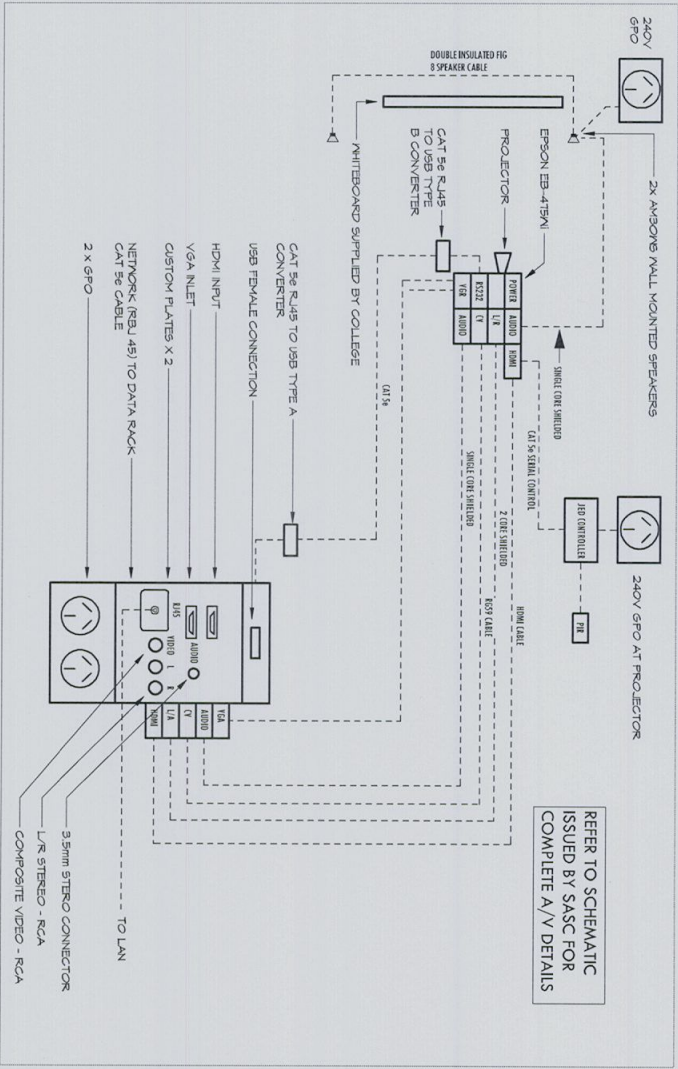 240V
GPO
DOUBLE INSULATED FIG
8 SPEAKER CABLE
2x AMBOWE WALL MOUNTED SPEAKERS
WHITEBOARD SUPPLIED BY COLLEGE
CAT 5e RJ45
TO USB TYPE
B CONVERTER
PROJECTOR
EPSON EB-475Wi
POWER
AUDIO
HDMI
L/R
RS232
CV
VGR
AUDIO
SINGLE CORE SHIELDED
CAT 5e SERIAL CONTROL
JED CONTROLLER
PIR
240V GPO AT PROJECTOR
CAT 5e
SINGLE CORE SHIELDED
2 CORE SHIELDED
RG59 CABLE
HDMI CABLE
REFER TO SCHEMATIC
ISSUED BY SASC FOR
COMPLETE A/V DETAILS
CAT 5e RJ45 TO USB TYPE A
CONVERTER
USB FEMALE CONNECTION
HDMI INPUT
VGA INLET
CUSTOM PLATES X 2
NETWORK (RBJ 45) TO DATA RACK
CAT 5e CABLE
2 x GPO
RJ45
AUDIO
VIDEO L R
VGA
AUDIO
CV
L/A
HDMI
TO LAN
3.5mm STERO CONNECTOR
L/R STEREO - RCA
COMPOSITE VIDEO - RCA